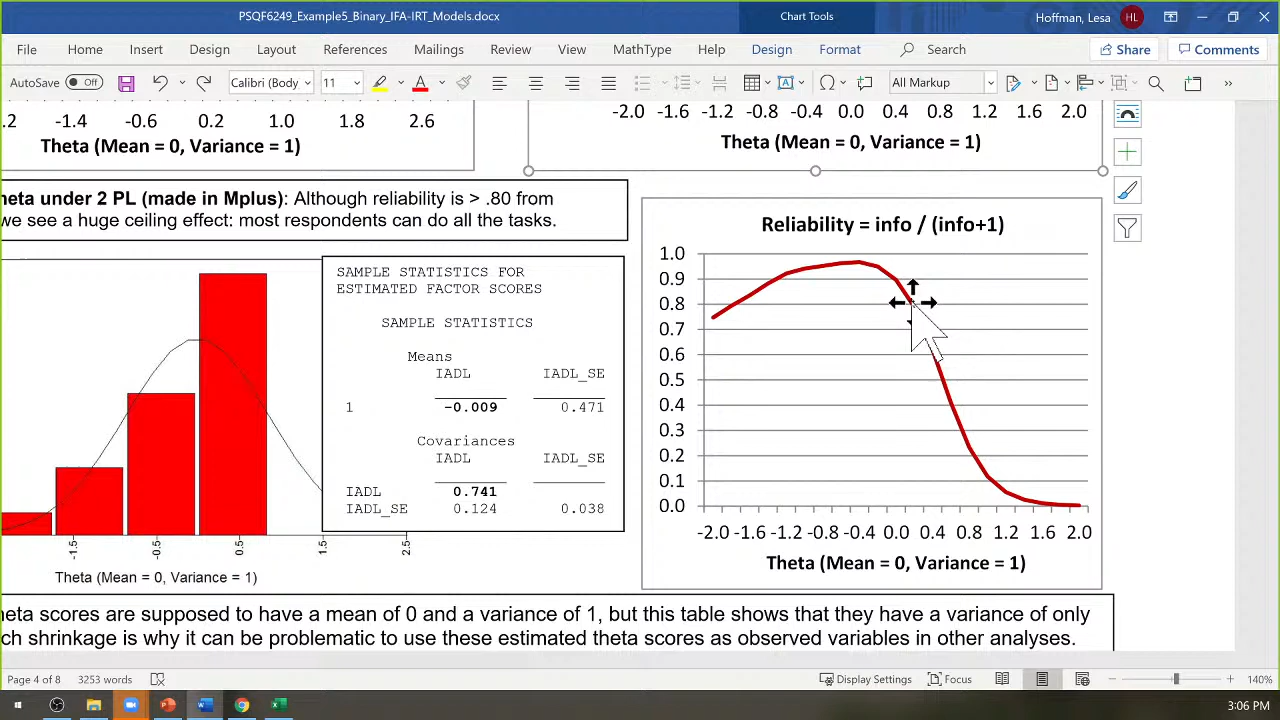 PSQF6249_Example5_Binary_IFA-IRT_Models.docx
Chart Tools
Hoffman, Lesa
HL
File
Home
Insert
Design
Layout
References
Mailings
Review
View
MathType
Help
Design
Format
Search
Share
Comments
AutoSave
Off
Calibri (Body
11
All Markup
.2 -1.4 -0.6 0.2 1.0 1.8 2.6
Theta (Mean = 0, Variance = 1)
-2.0 -1.6 -1.2 -0.8 -0.4 0.0 0.4 0.8 1.2 1.6 2.0
Theta (Mean = 0, Variance = 1)
heta under 2 PL (made in Mplus): Although reliability is > .80 from
we see a huge ceiling effect: most respondents can do all the tasks.
-1.5 -0.5 0.5 1.5 2.5
Theta (Mean = 0, Variance = 1)
SAMPLE STATISTICS FOR
ESTIMATED FACTOR SCORES
SAMPLE STATISTICS
Means
IADL IADL_SE
1 -0.009 0.471
Covariances
IADL IADL_SE
IADL 0.741
IADL_SE 0.124 0.038
Reliability = info / (info+1)
1.0
0.9
0.8
0.7
0.6
0.5
0.4
0.3
0.2
0.1
0.0
-2.0 -1.6 -1.2 -0.8 -0.4 0.0 0.4 0.8 1.2 1.6 2.0
Theta (Mean = 0, Variance = 1)
heta scores are supposed to have a mean of 0 and a variance of 1, but this table shows that they have a variance of only
ch shrinkage is why it can be problematic to use these estimated theta scores as observed variables in other analyses.
Page 4 of 8
3253 words
Display Settings
Focus
140%
3:06 PM